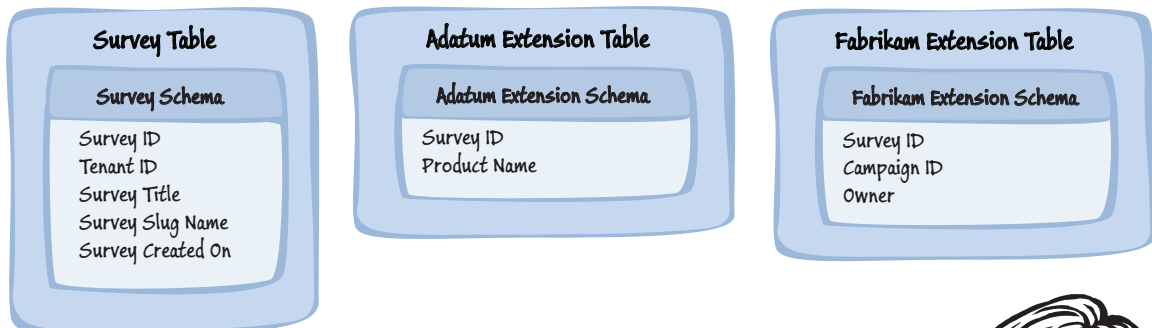 Survey Table
Survey Schema
Survey ID
Tenant ID
Survey Title
Survey Slug Name
Survey Created On
Adatum Extension Table
Adatum Extension Schema
Survey ID
Product Name
Fabrikam Extension Table
Fabrikam Extension Schema
Survey ID
Campaign ID
Owner